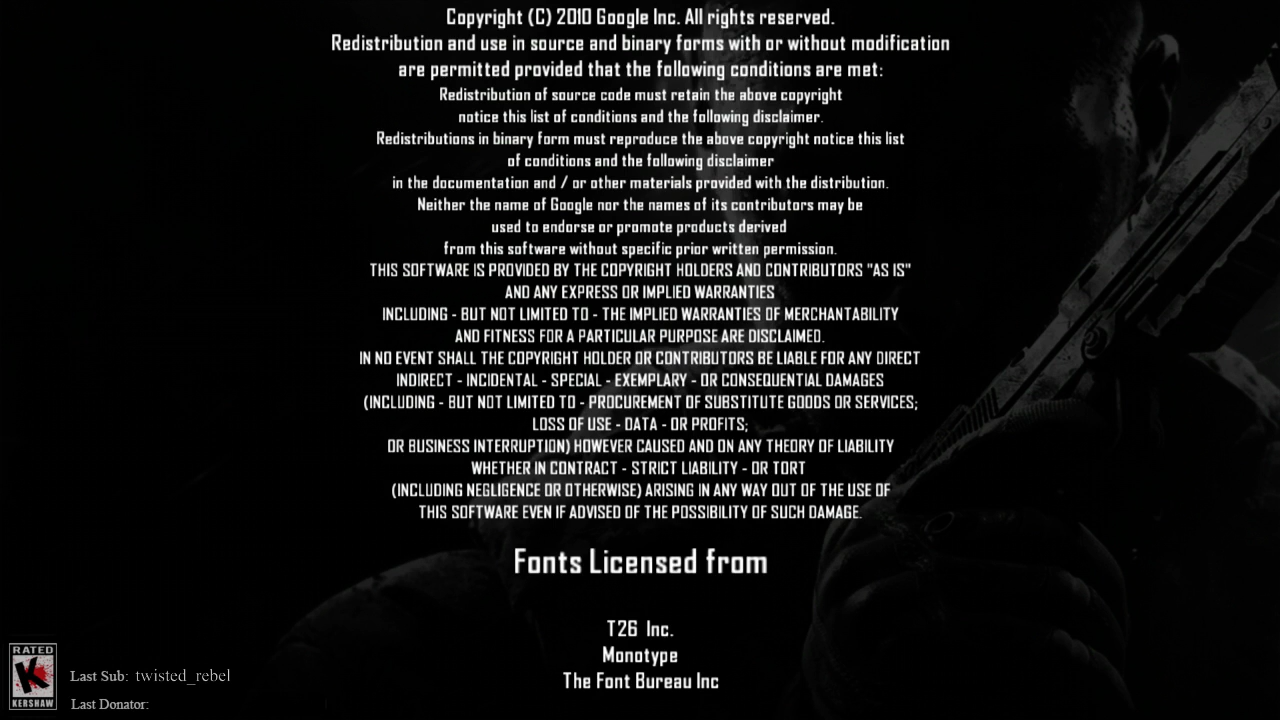 Copyright (C) 2010 Google Inc. All rights reserved.
Redistribution and use in source and binary forms with or without modification
are permitted provided that the following conditions are met:
Redistribution of source code must retain the above copyright
notice this list of conditions and the following disclaimer.
Redistributions in binary form must reproduce the above copyright notice this list
of conditions and the following disclaimer
in the documentation and / or other materials provided with the distribution.
Neither the name of Google nor the names of its contributors may be
used to endorse or promote products derived
from this software without specific prior written permission.
THIS SOFTWARE IS PROVIDED BY THE COPYRIGHT HOLDERS AND CONTRIBUTORS "AS IS"
AND ANY EXPRESS OR IMPLIED WARRANTIES
INCLUDING - BUT NOT LIMITED TO - THE IMPLIED WARRANTIES OF MERCHANTABILITY
AND FITNESS FOR A PARTICULAR PURPOSE ARE DISCLAIMED.
IN NO EVENT SHALL THE COPYRIGHT HOLDER OR CONTRIBUTORS BE LIABLE FOR ANY DIRECT
INDIRECT - INCIDENTAL - SPECIAL - EXEMPLARY - OR CONSEQUENTIAL DAMAGES
(INCLUDING - BUT NOT LIMITED TO - PROCUREMENT OF SUBSTITUTE GOODS OR SERVICES;
LOSS OF USE - DATA - OR PROFITS;
OR BUSINESS INTERRUPTION) HOWEVER CAUSED AND ON ANY THEORY OF LIABILITY
WHETHER IN CONTRACT - STRICT LIABILITY - OR TORT
(INCLUDING NEGLIGENCE OR OTHERWISE) ARISING IN ANY WAY OUT OF THE USE OF
THIS SOFTWARE EVEN IF ADVISED OF THE POSSIBILITY OF SUCH DAMAGE.
Fonts Licensed from
T26 Inc.
Monotype
The Font Bureau Inc
RATED
K
KERSHAW
Last Sub: twisted_rebel
Last Donator: